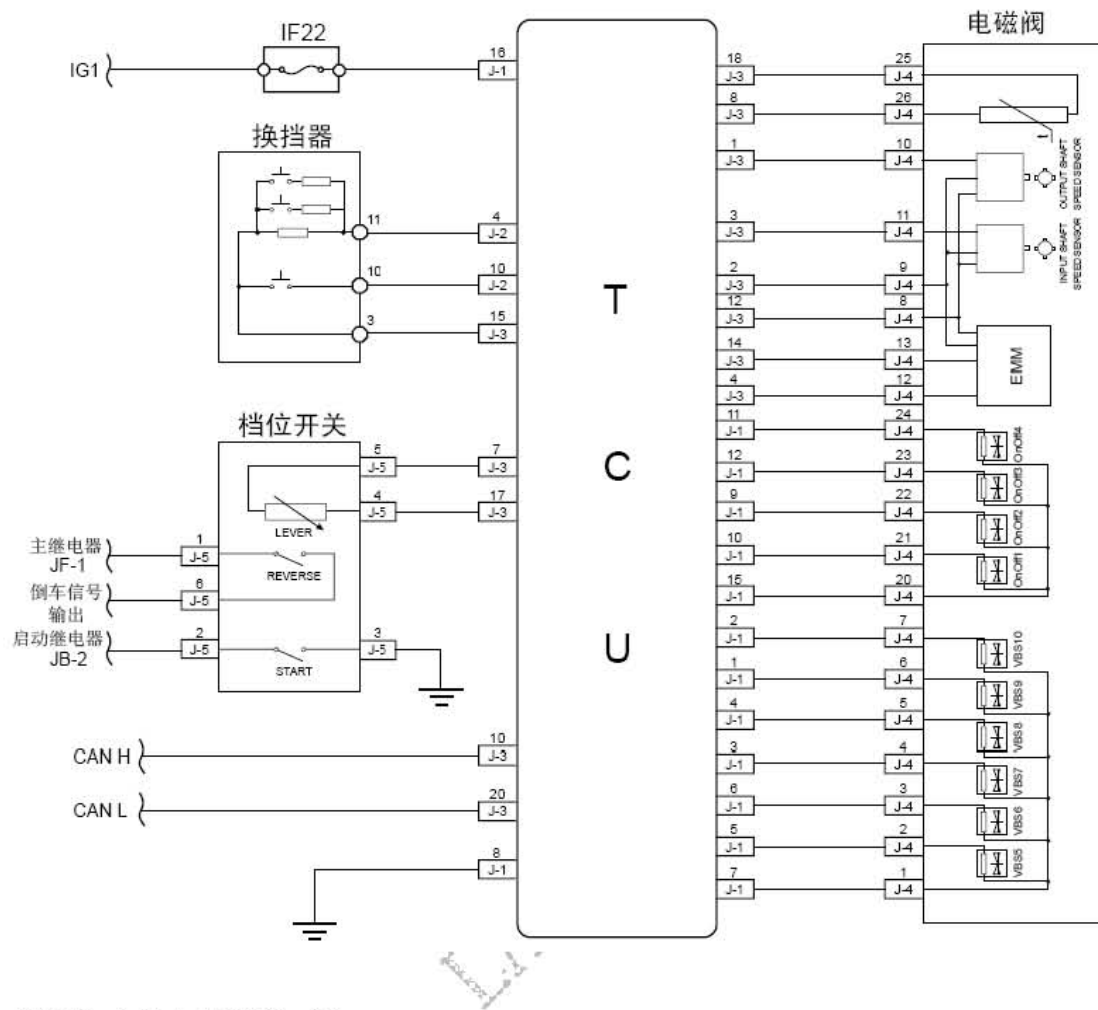 电磁阀
IF22
IG1
16
J-1
换挡器
11
4
J-2
10
10
J-2
3
15
J-3
档位开关
5
J-5
7
J-3
4
J-5
17
J-3
LEVER
主继电器
JF-1
1
J-5
REVERSE
倒车信号
输出
6
J-5
启动继电器
JB-2
2
J-5
START
3
J-5
CAN H
10
J-3
CAN L
20
J-3
8
J-1
T
C
U
18
J-3
25
J-4
8
J-3
26
J-4
t
1
J-3
10
J-4
OUTPUT SHAFT
SPEED SENSOR
3
J-3
11
J-4
INPUT SHAFT
SPEED SENSOR
2
J-3
9
J-4
12
J-3
8
J-4
14
J-3
13
J-4
EIMM
4
J-3
12
J-4
11
J-1
24
J-4
OnOff4
12
J-1
23
J-4
OnOff3
9
J-1
22
J-4
OnOff2
10
J-1
21
J-4
OnOff1
15
J-1
20
J-4
2
J-1
7
J-4
VBS10
1
J-1
6
J-4
VBS9
4
J-1
5
J-4
VBS8
3
J-1
4
J-4
VBS7
6
J-1
3
J-4
VBS6
5
J-1
2
J-4
VBS5
7
J-1
1
J-4